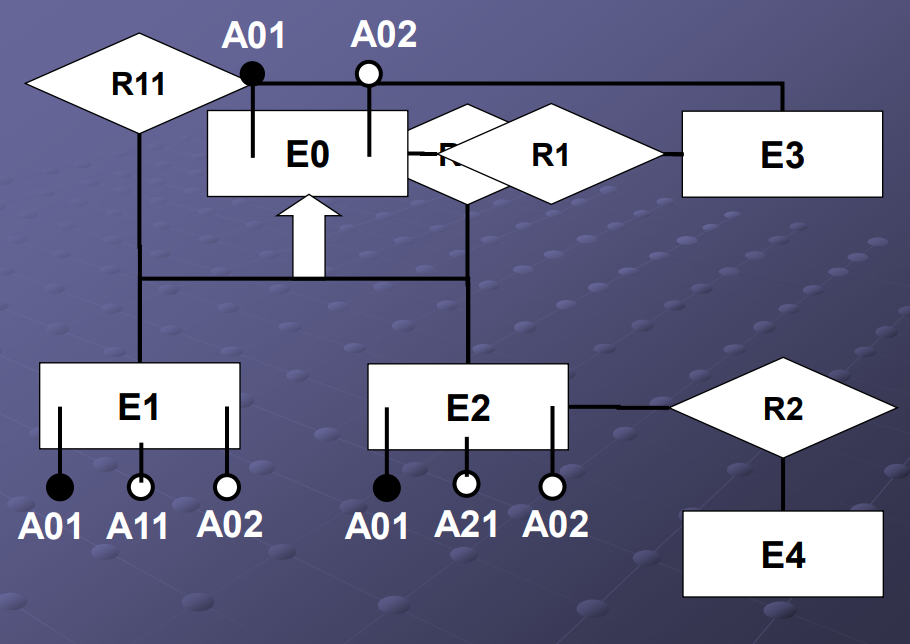 A01 A02
R11
E0 R1 E3
E1 E2 R2
A01 A11 A02 A01 A21 A02
E4